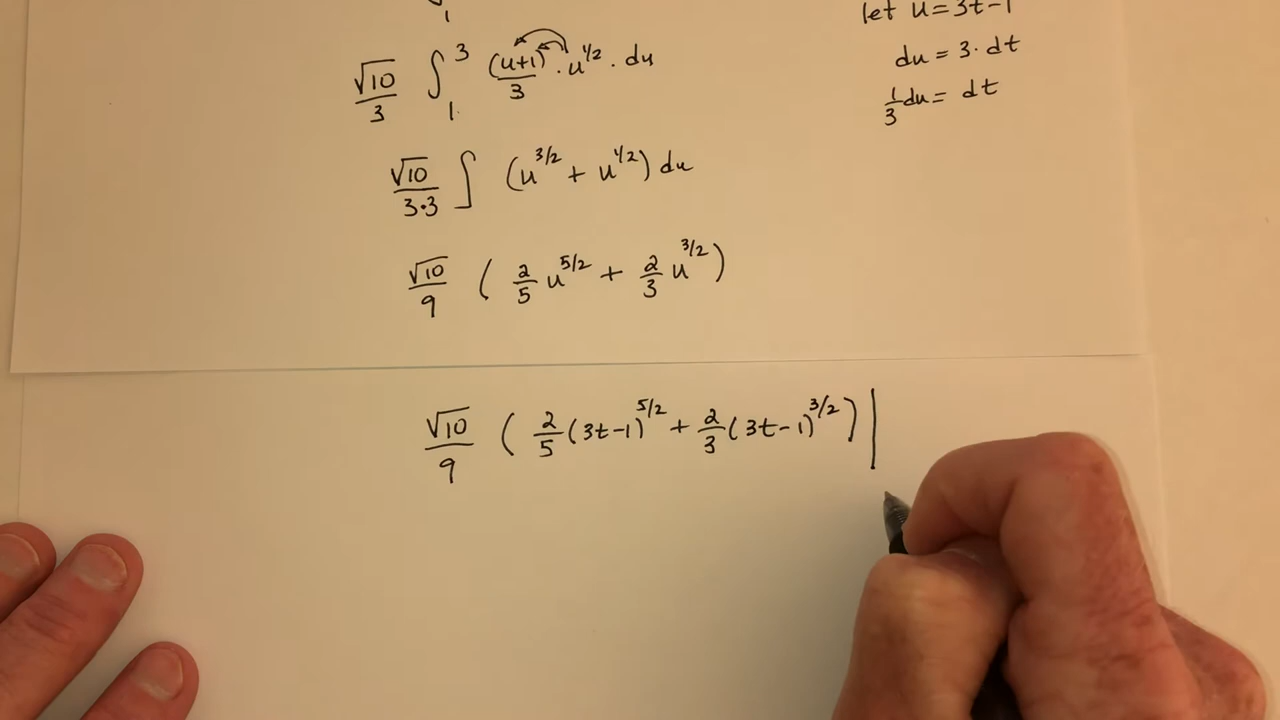 1
let u = 3t-1
√10/3 ∫₁³ (u+1)/3 · u^1/2 · du
du = 3 · dt
1/3 du = dt
√10/3·3 ∫ (u^3/2 + u^1/2) du
√10/9 (2/5 u^5/2 + 2/3 u^3/2)
√10/9 (2/5 (3t-1)^5/2 + 2/3 (3t-1)^3/2) |